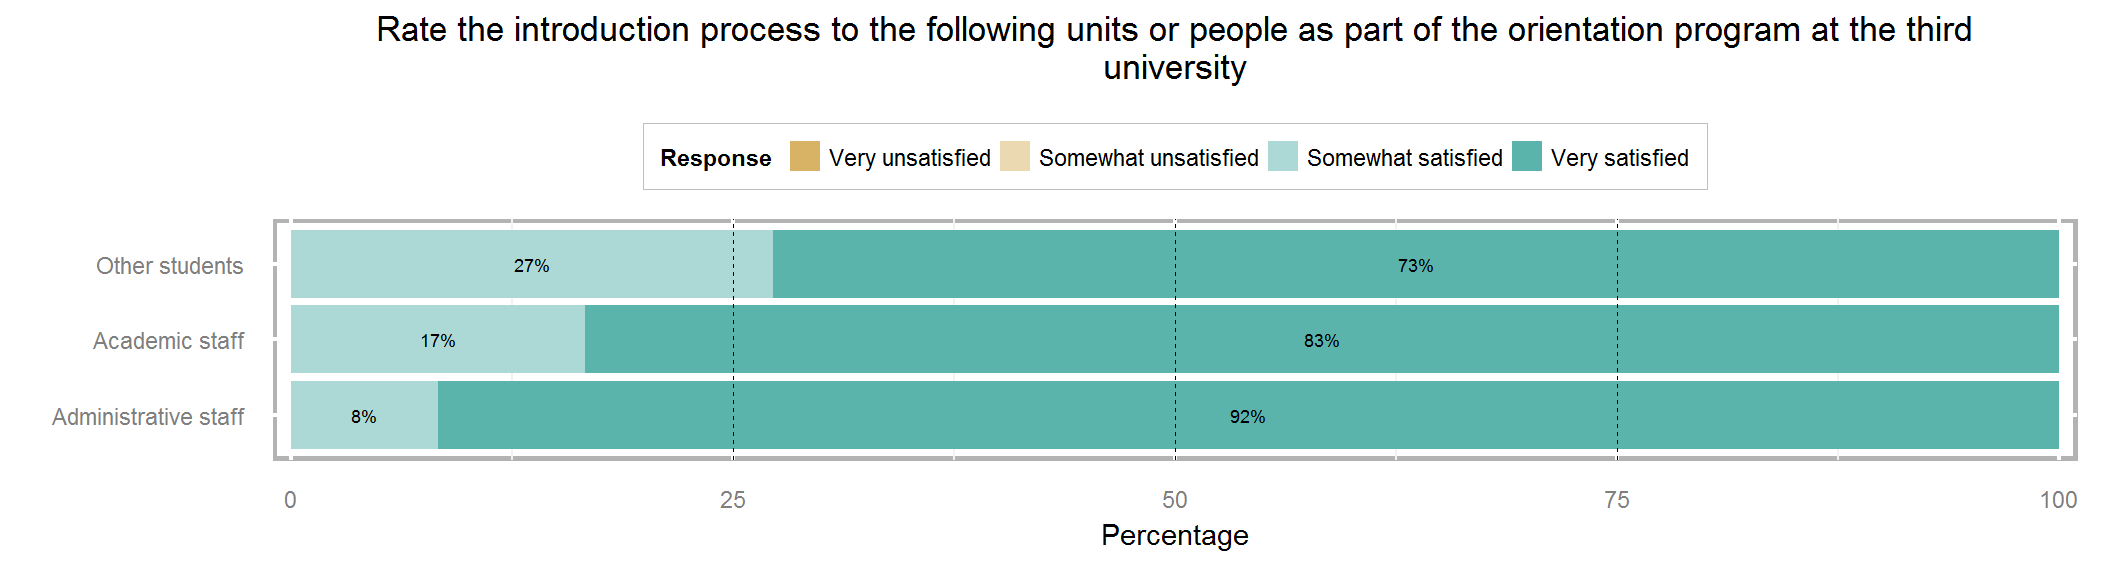 Rate the introduction process to the following units or people as part of the orientation program at the third
university
Response Very unsatisfied Somewhat unsatisfied Somewhat satisfied Very satisfied
Other students 27% 73%
Academic staff 17% 83%
Administrative staff 8% 92%
0 25 50 75 100
Percentage